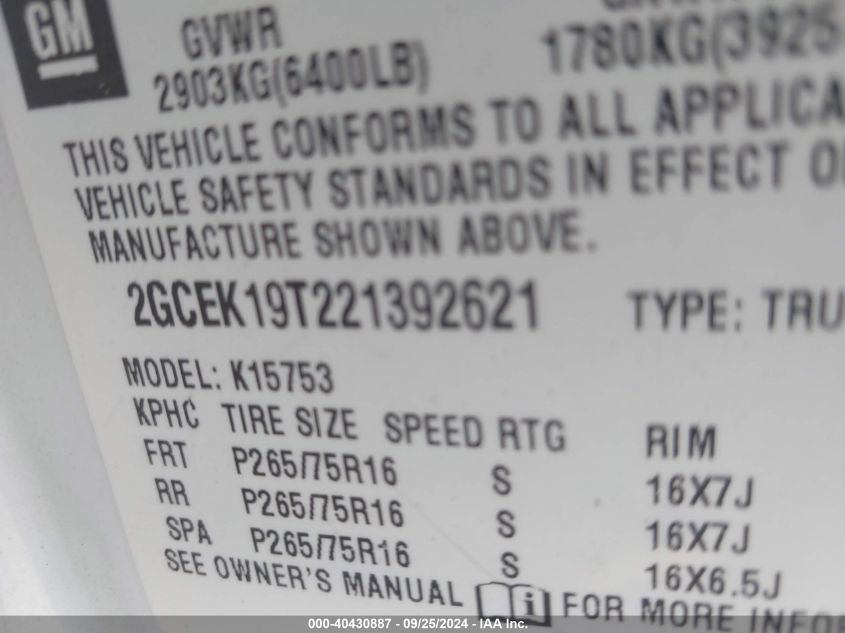 GM
GVWR
2903KG(6400LB)
1780KG(3925
THIS VEHICLE CONFORMS TO ALL APPLICA
VEHICLE SAFETY STANDARDS IN EFFECT O
MANUFACTURE SHOWN ABOVE.
2GCEK19T221392621 TYPE: TRU
MODEL: K15753
KPHC TIRE SIZE SPEED RTG RIM
FRT P265/75R16 S 16X7J
RR P265/75R16 S 16X7J
SPA P265/75R16 S 16X6.5J
SEE OWNER'S MANUAL i FOR MORE INFOR
000-40430887 - 09/25/2024 - IAA Inc.